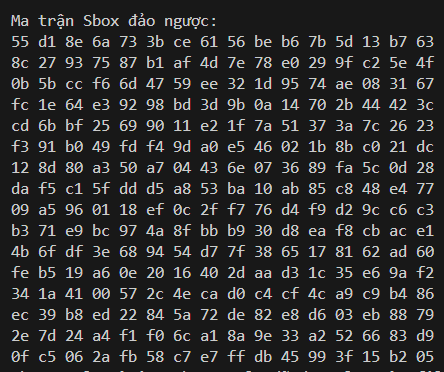 Ma trận Sbox đảo ngược:
55 d1 8e 6a 73 3b ce 61 56 be b6 7b 5d 13 b7 63
8c 27 93 75 87 b1 af 4d 7e 78 e0 29 9f c2 5e 4f
0b 5b cc f6 6d 47 59 ee 32 1d 95 74 ae 08 31 67
fc 1e 64 e3 92 98 bd 3d 9b 0a 14 70 2b 44 42 3c
cd 6b bf 25 69 90 11 e2 1f 7a 51 37 3a 7c 26 23
f3 91 b0 49 fd f4 9d a0 e5 46 02 1b 8b c0 21 dc
12 8d 80 a3 50 a7 04 43 6e 07 36 89 fa 5c 0d 28
da f5 c1 5f dd d5 a8 53 ba 10 ab 85 c8 48 e4 77
09 a5 96 01 18 ef 0c 2f f7 76 d4 f9 d2 9c c6 c3
b3 71 e9 bc 97 4a 8f bb b9 30 d8 ea f8 cb ac e1
4b 6f df 3e 68 94 54 d7 7f 38 65 17 81 62 ad 60
fe b5 19 a6 0e 20 16 40 2d aa d3 1c 35 e6 9a f2
34 1a 41 00 57 2c 4e ca d0 c4 cf 4c a9 c9 b4 86
ec 39 b8 ed 22 84 5a 72 de 82 e8 d6 03 eb 88 79
2e 7d 24 a4 f1 f0 6c a1 8a 9e 33 a2 52 66 83 d9
0f c5 06 2a fb 58 c7 e7 ff db 45 99 3f 15 b2 05